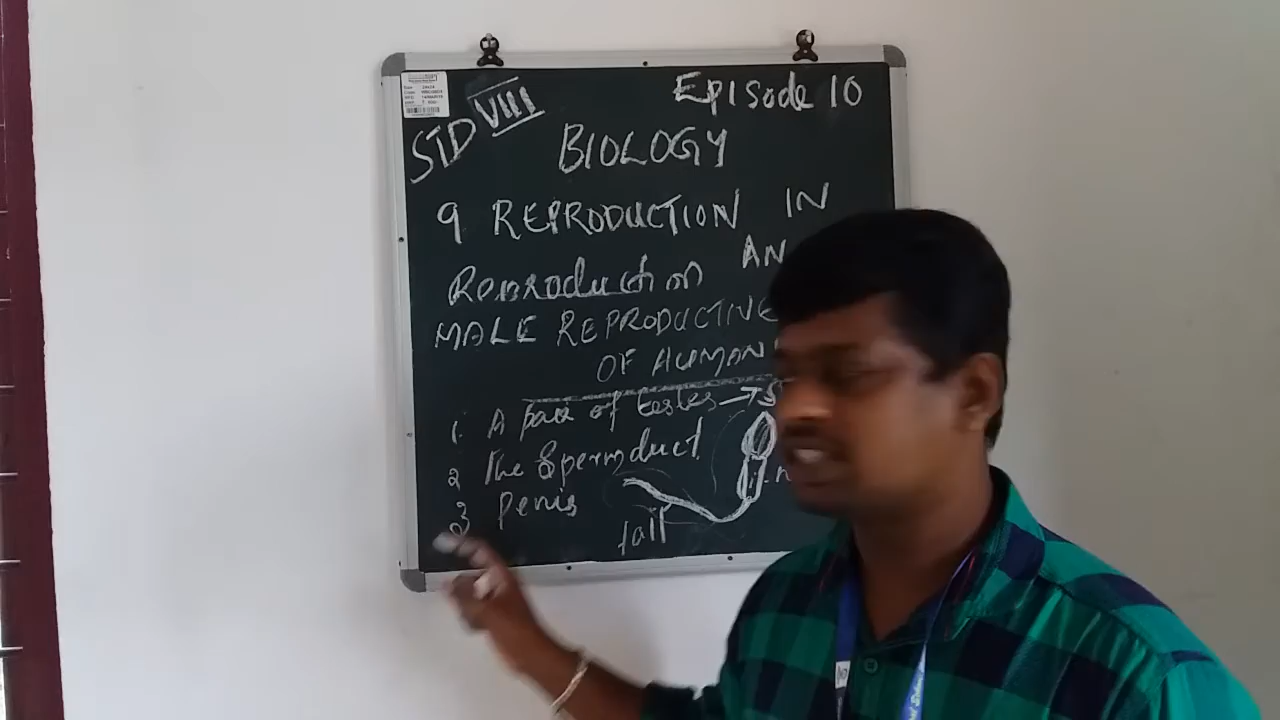 Episode 10
STD VIII
BIOLOGY
9 REPRODUCTION IN
AN
Reproduction
MALE REPRODUCTIVE
OF HUMAN
1. A pair of testes → S
2 The Spermduct
3 Penis
tail